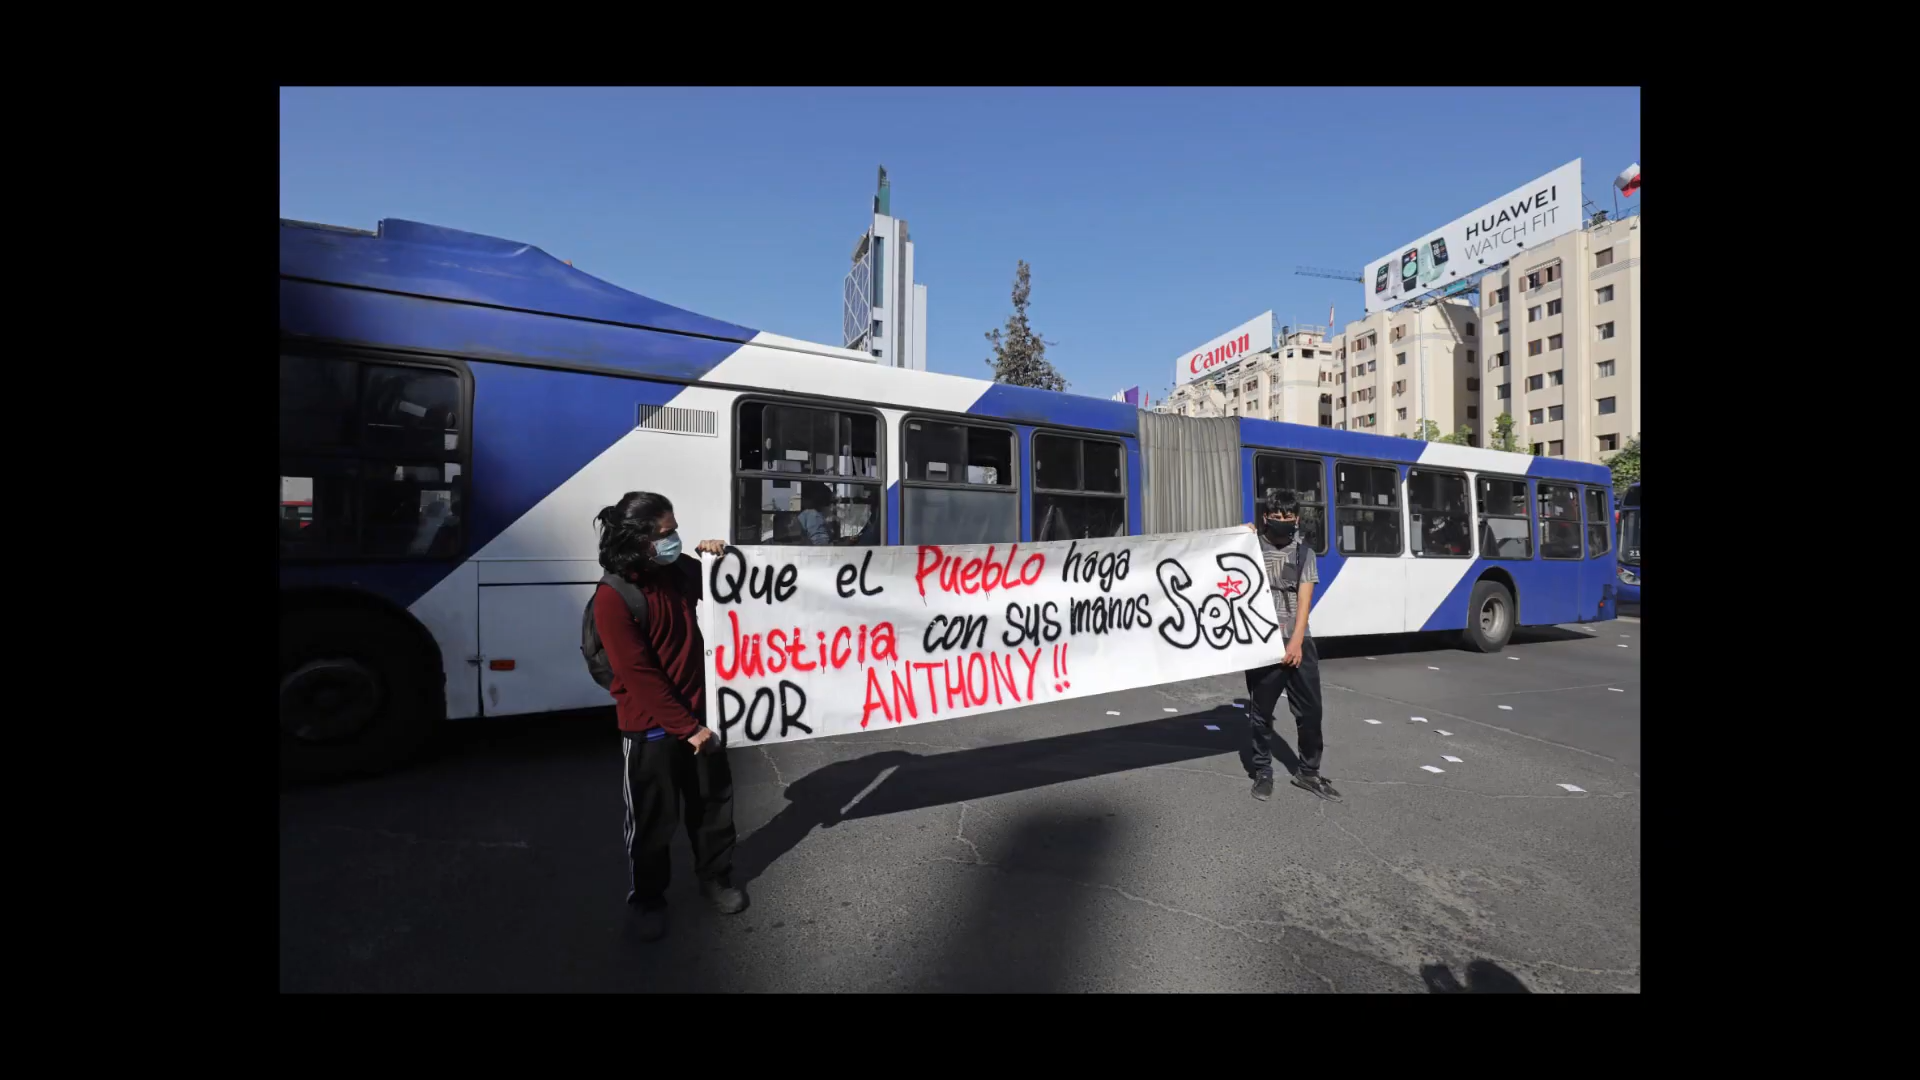 HUAWEI
WATCH FIT
Canon
Que el Pueblo haga
Justicia con sus manos
POR ANTHONY!!
SeR